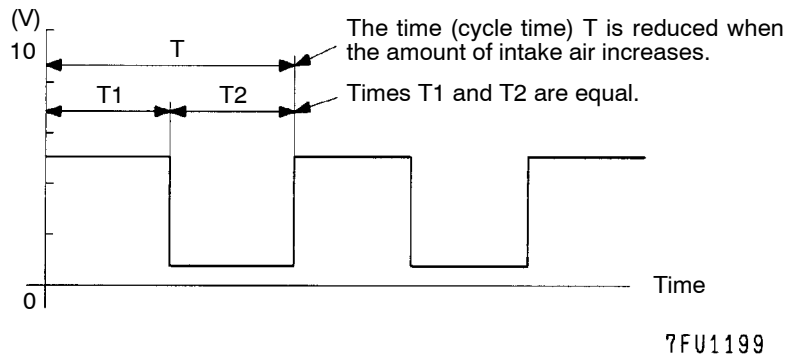 (V)
10
T
The time (cycle time) T is reduced when
the amount of intake air increases.
T1
T2
Times T1 and T2 are equal.
0
Time
7FU1199